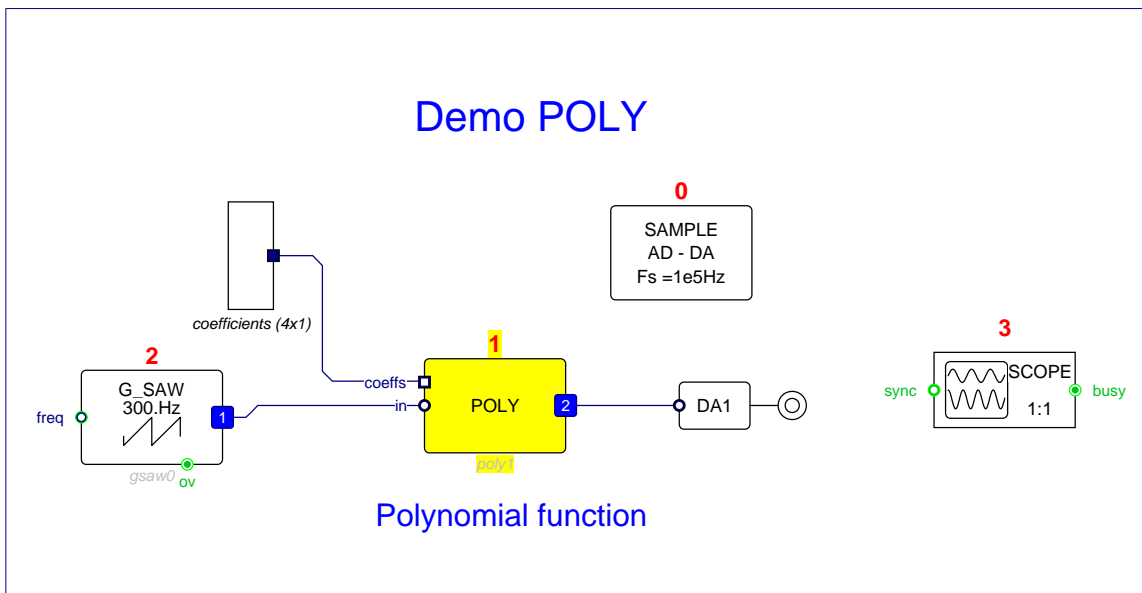 Demo POLY
0
SAMPLE
AD - DA
Fs =1e5Hz
coefficients (4x1)
2
G_SAW
300.Hz
freq
1
gsaw0
ov
1
coeffs
in
POLY
2
poly1
DA1
3
sync
SCOPE
1:1
busy
Polynomial function